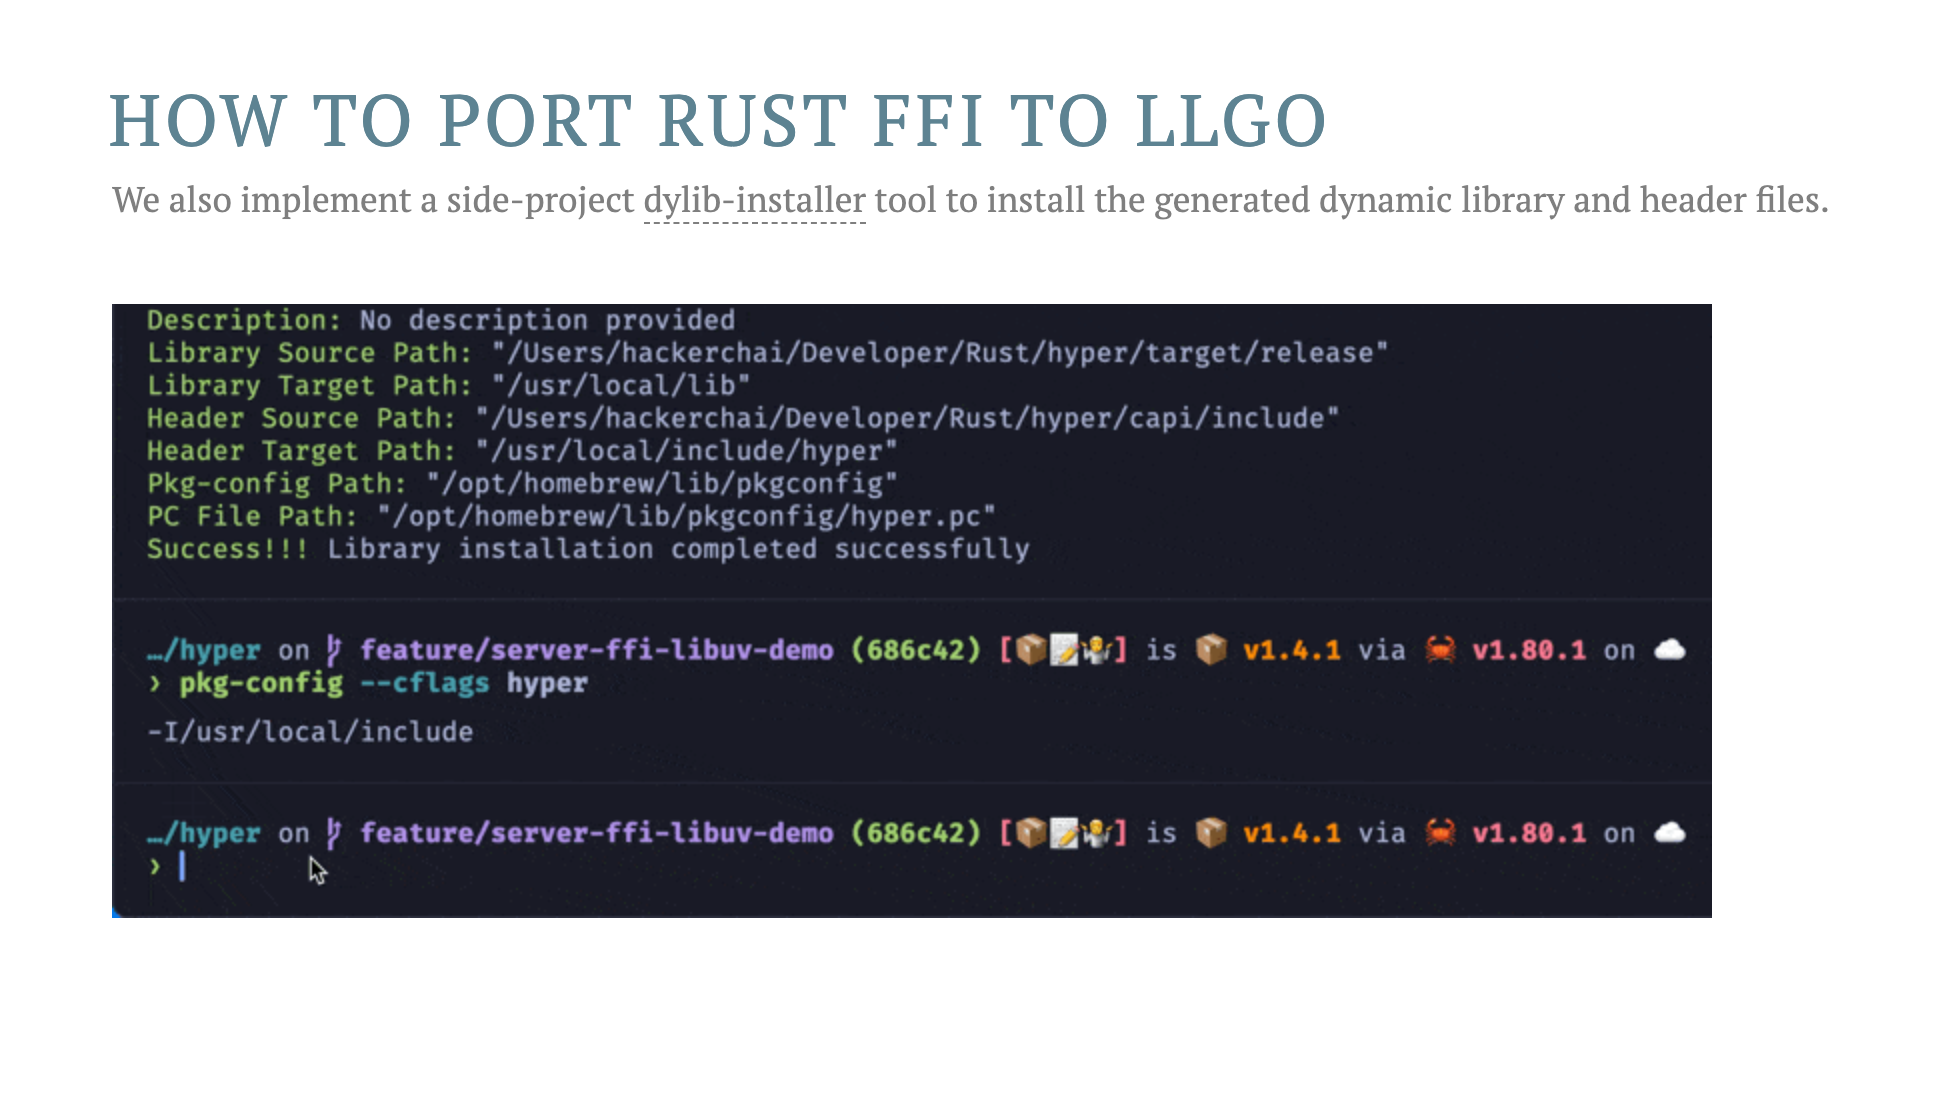 HOW TO PORT RUST FFI TO LLGO
We also implement a side-project dylib-installer tool to install the generated dynamic library and header files.
Description: No description provided
Library Source Path: "/Users/hackerchai/Developer/Rust/hyper/target/release"
Library Target Path: "/usr/local/lib"
Header Source Path: "/Users/hackerchai/Developer/Rust/hyper/capi/include"
Header Target Path: "/usr/local/include/hyper"
Pkg-config Path: "/opt/homebrew/lib/pkgconfig"
PC File Path: "/opt/homebrew/lib/pkgconfig/hyper.pc"
Success!!! Library installation completed successfully
…/hyper on feature/server-ffi-libuv-demo (686c42) [📦📝🤷] is 📦 v1.4.1 via 🦀 v1.80.1 on ☁️
› pkg-config --cflags hyper
-I/usr/local/include
…/hyper on feature/server-ffi-libuv-demo (686c42) [📦📝🤷] is 📦 v1.4.1 via 🦀 v1.80.1 on ☁️
›